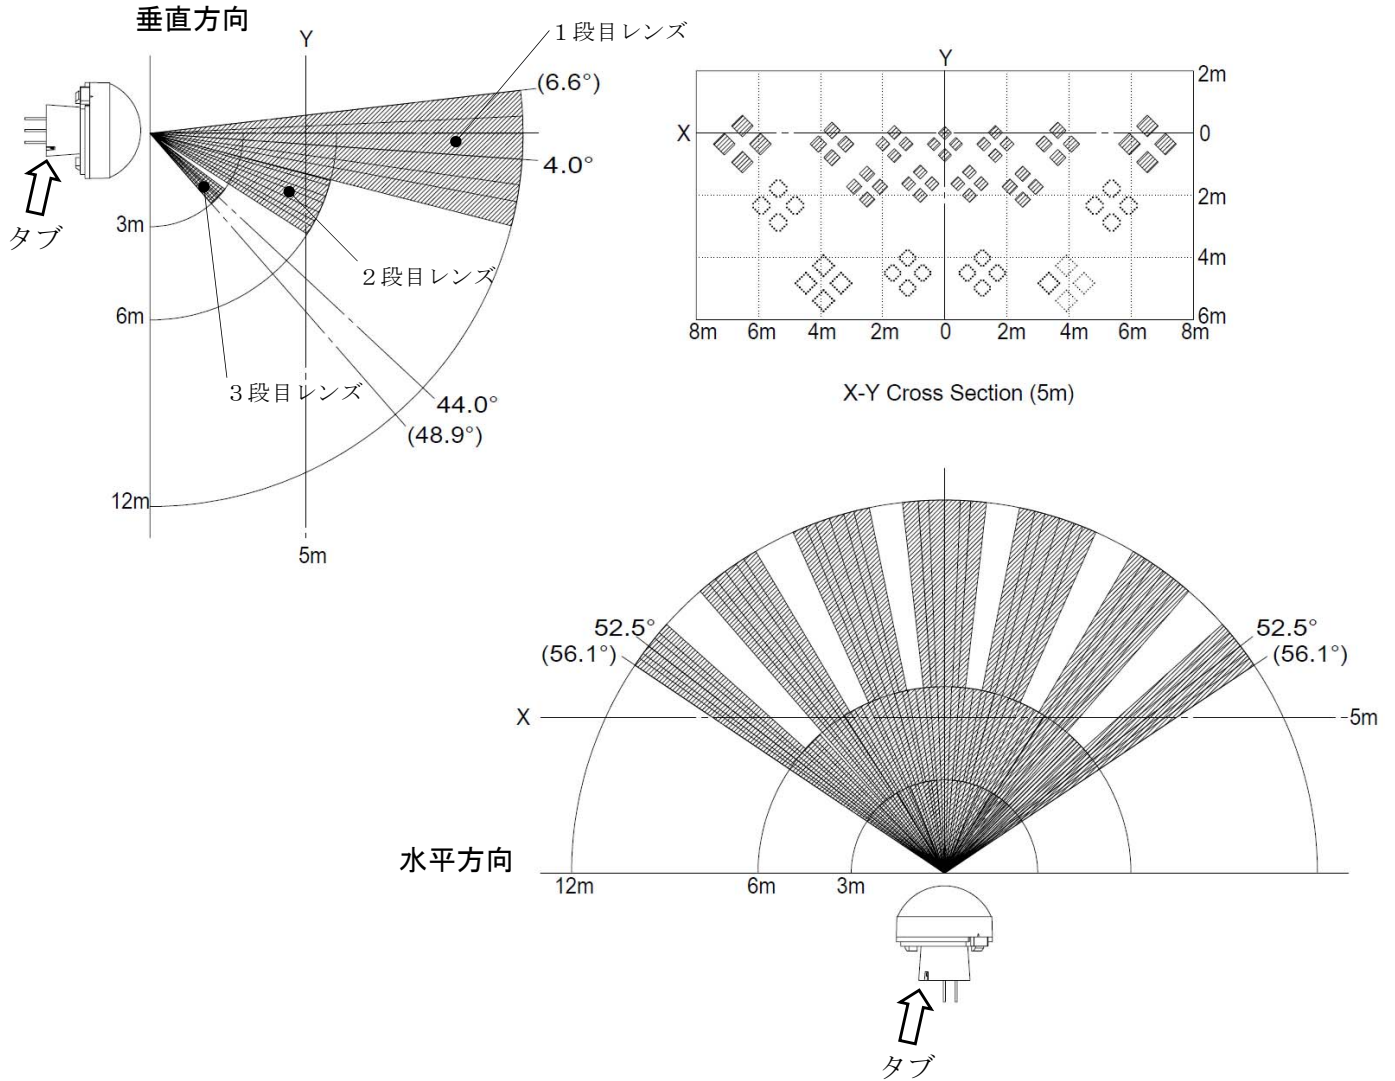 垂直方向
Y
1段目レンズ
(6.6°)
4.0°
タブ
3m
2段目レンズ
6m
3段目レンズ
44.0°
(48.9°)
12m
5m
Y
2m
X
0
2m
4m
6m
8m 6m 4m 2m 0 2m 4m 6m 8m
X-Y Cross Section (5m)
52.5°
(56.1°)
52.5°
(56.1°)
X
5m
水平方向
12m
6m
3m
タブ